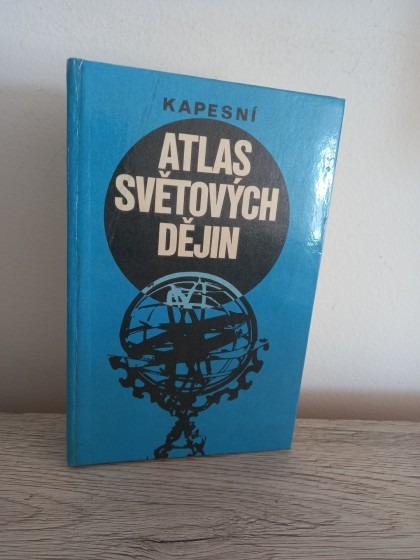 KAPESNÍ
ATLAS
SVĚTOVÝCH
DĚJIN